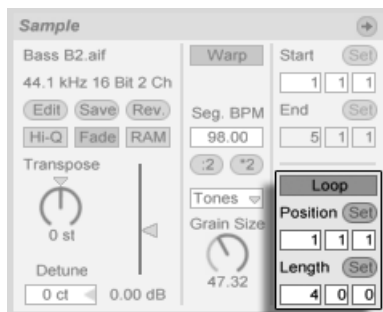 Sample
Bass B2.aif
44.1 kHz 16 Bit 2 Ch
Edit Save Rev.
Hi-Q Fade RAM
Transpose
0 st
Detune
0 ct 0.00 dB
Warp
Seg. BPM
98.00
:2 *2
Tones
Grain Size
47.32
Start Set
1 1 1
End Set
5 1 1
Loop
Position Set
1 1 1
Length Set
4 0 0